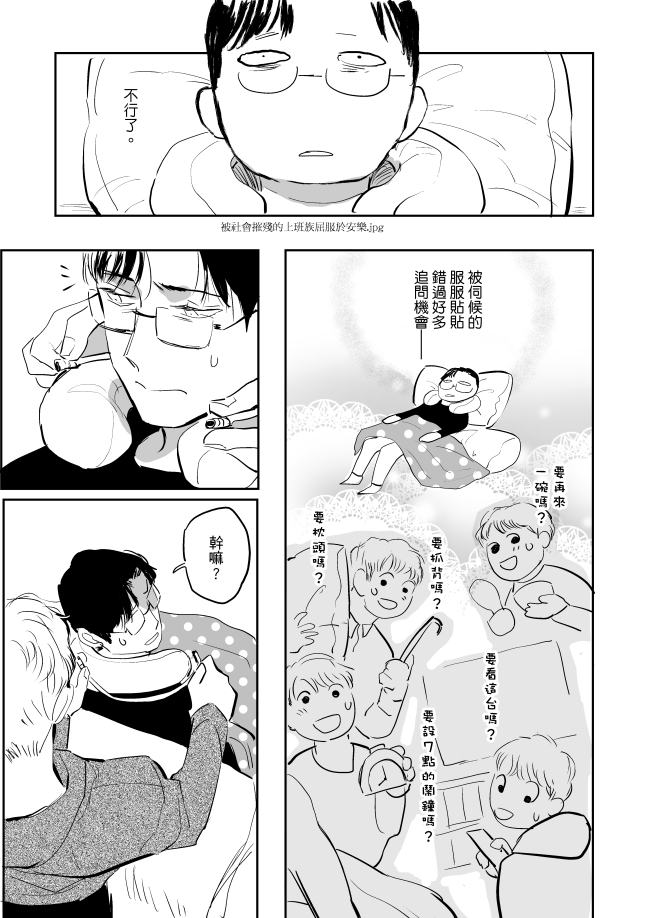 不行了。
被社會摧殘的上班族屈服於安樂.jpg
被伺候的
服服貼貼
錯過好多
追問機會——
要再來
一碗嗎？
要抓背嗎？
要枕頭嗎？
要看這台嗎？
要設7點的鬧鐘嗎？
幹嘛？